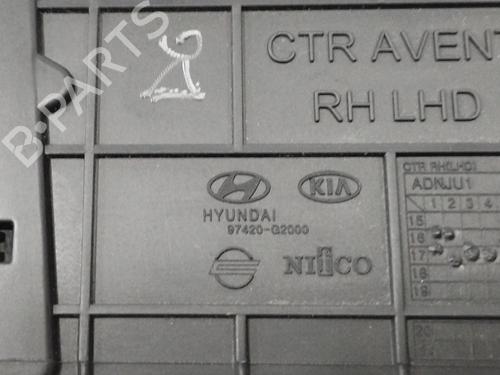 B-PARTS
CTR AVENT
RH LHD
CTR RH(LHD)
ADNJU1
1 2 3 4
15
16
17
18
19
KIA
HYUNDAI
97420-G2000
NIfCO